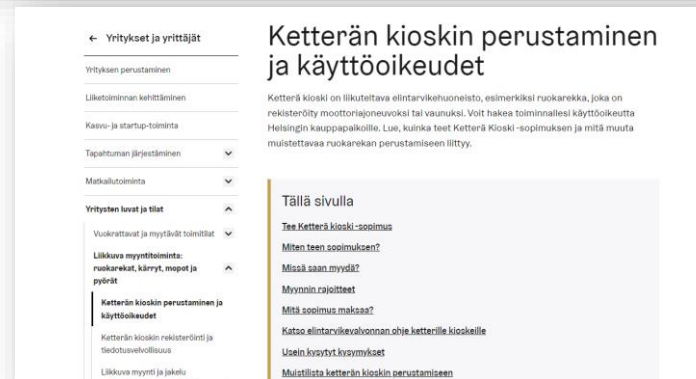 ← Yritykset ja yrittäjät
Yrityksen perustaminen
Liiketoiminnan kehittäminen
Kasvu- ja startup-toiminta
Tapahtuman järjestäminen
Matkailutoiminta
Yritysten luvat ja tilat
Vuokrattavat ja myytävät toimitilat
Liikkuva myyntitoiminta:
ruokarekat, kärryt, mopot ja
pyörät
Ketterän kioskin perustaminen ja
käyttöoikeudet
Ketterän kioskin rekisteröinti ja
tiedotusvelvollisuus
Liikkuva myynti ja jakelu
Ketterän kioskin perustaminen
ja käyttöoikeudet
Ketterä kioski on liikuteltava elintarvikehuoneisto, esimerkiksi ruokarekka, joka on
rekisteröity moottoriajoneuvoksi tai vaunuksi. Voit hakea toiminnallesi käyttöoikeutta
Helsingin kauppapaikoille. Lue, kuinka teet Ketterä Kioski -sopimuksen ja mitä muuta
muistettavaa ruokarekan perustamiseen liittyy.
Tällä sivulla
Tee Ketterä kioski -sopimus
Miten teen sopimuksen?
Missä saan myydä?
Myynnin rajoitteet
Mitä sopimus maksaa?
Katso elintarvikevalvonnan ohje ketterille kioskeille
Usein kysytyt kysymykset
Muistilista ketterän kioskin perustamiseen